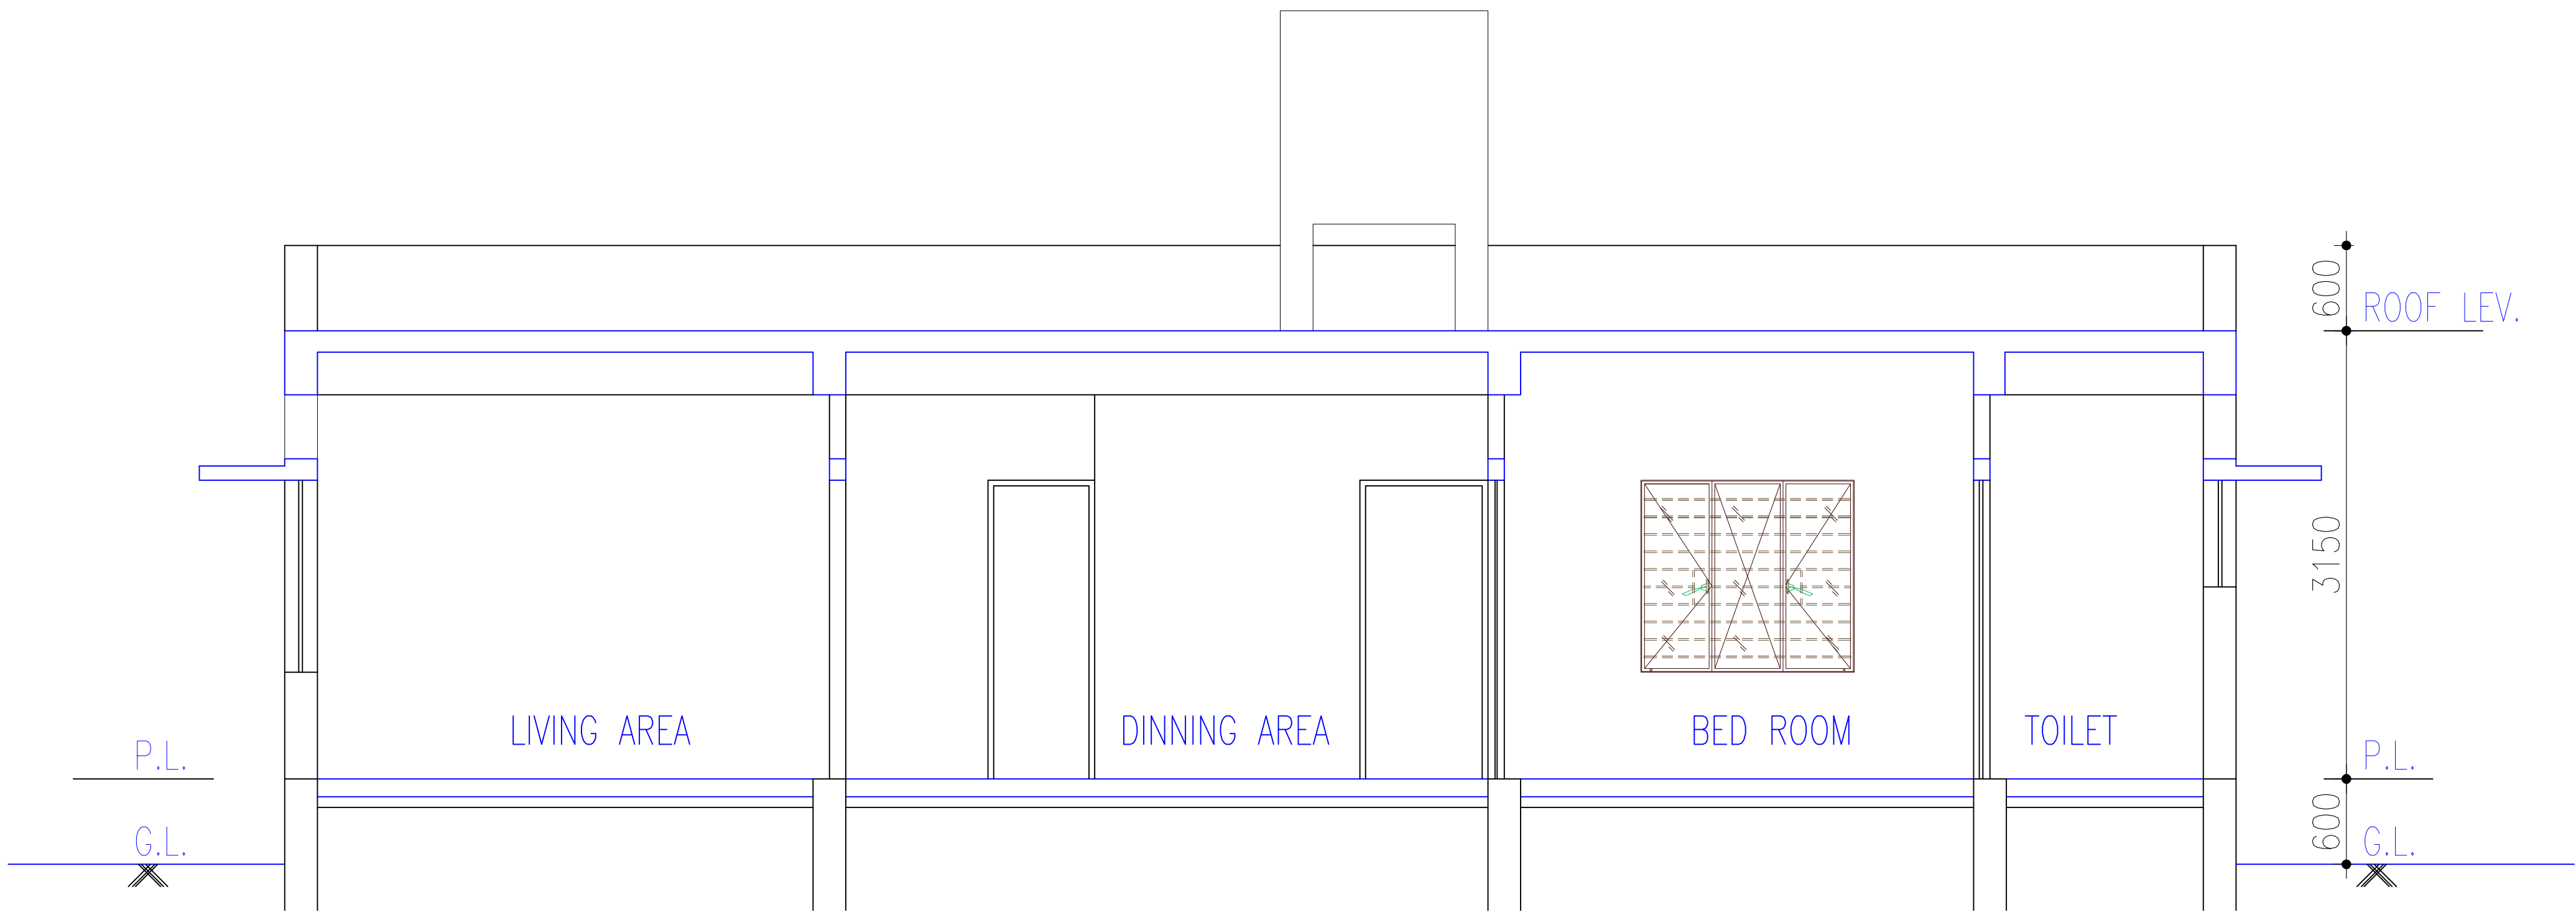 600
ROOF LEV.
3150
LIVING AREA
DINNING AREA
BED ROOM
TOILET
P.L.
P.L.
600
G.L.
G.L.